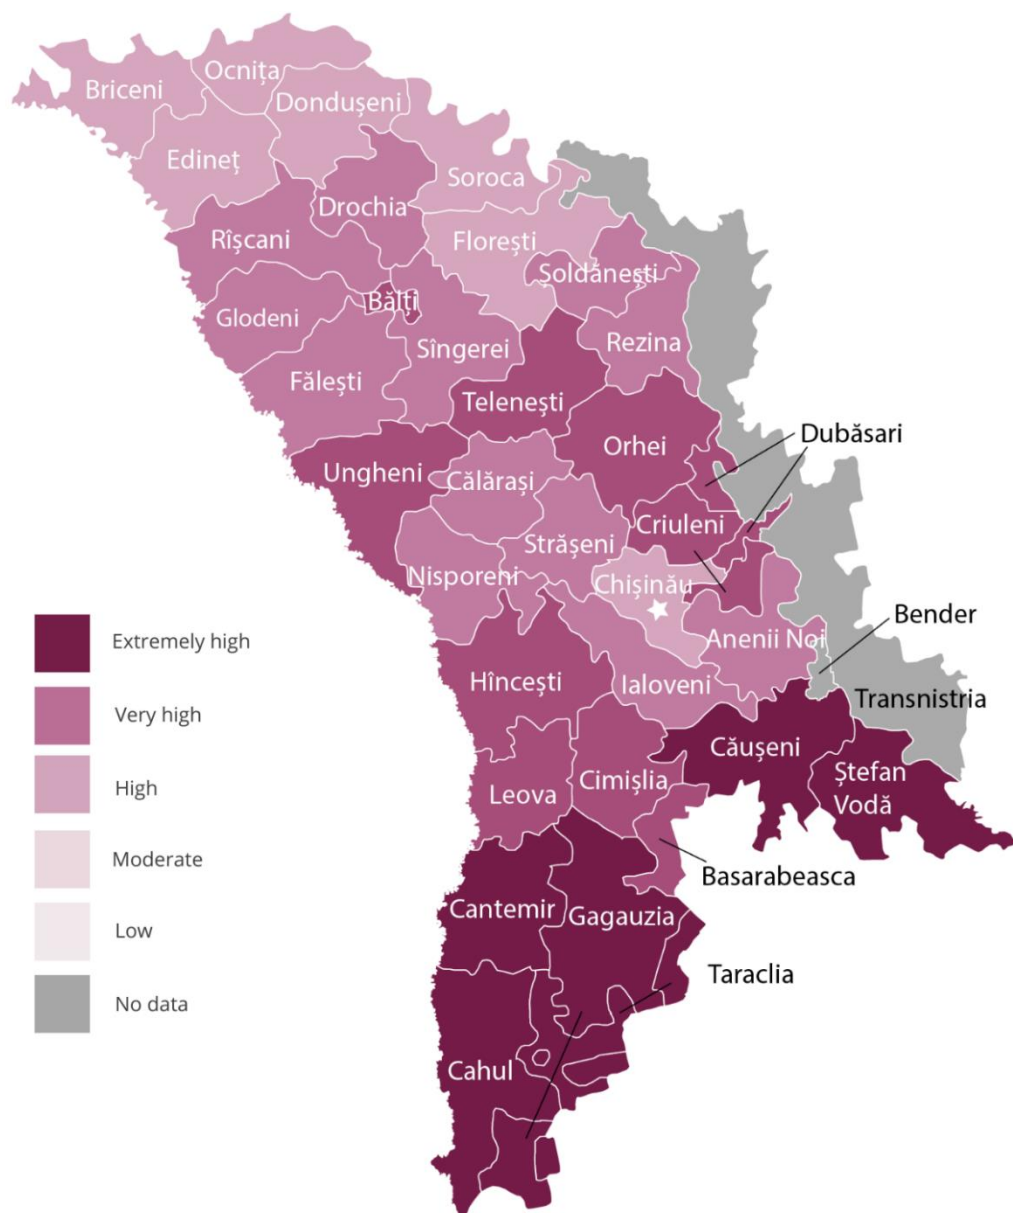 Ocnița
Briceni
Dondușeni
Edineț
Soroca
Drochia
Rîșcani
Florești
Șoldănești
Bălți
Glodeni
Sîngerei
Rezina
Fălești
Telenești
Dubăsari
Orhei
Ungheni
Călărași
Criuleni
Strășeni
Nisporeni
Chișinău
Bender
Anenii Noi
Hîncești
Ialoveni
Transnistria
Căușeni
Ștefan
Vodă
Cimișlia
Leova
Basarabeasca
Cantemir
Gagauzia
Taraclia
Cahul
Extremely high
Very high
High
Moderate
Low
No data